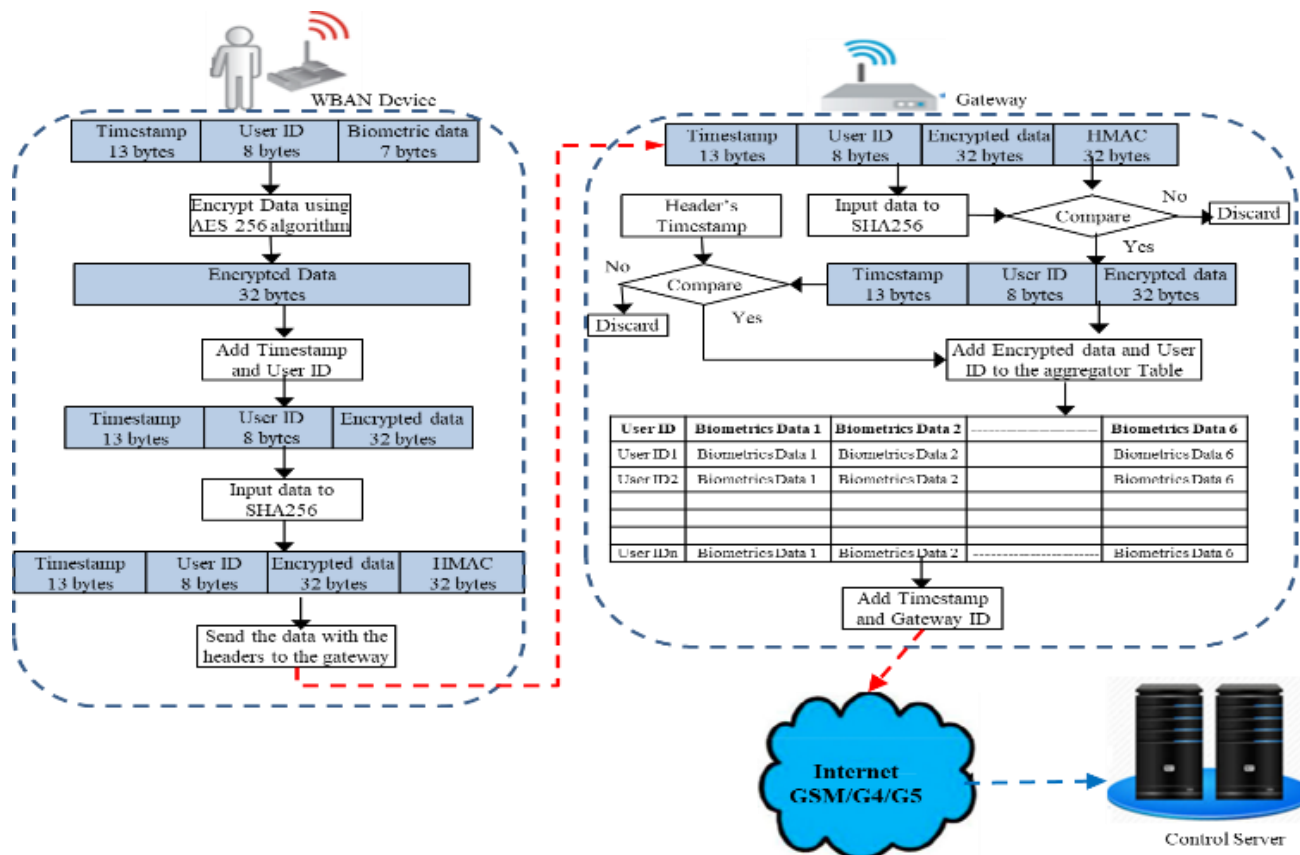 WBAN Device
Timestamp User ID Biometric data
13 bytes 8 bytes 7 bytes
Encrypt Data using
AES 256 algorithm
Encrypted Data
32 bytes
Add Timestamp
and User ID
Timestamp User ID Encrypted data
13 bytes 8 bytes 32 bytes
Input data to
SHA256
Timestamp User ID Encrypted data HMAC
13 bytes 8 bytes 32 bytes 32 bytes
Send the data with the
headers to the gateway
Gateway
Timestamp User ID Encrypted data HMAC
13 bytes 8 bytes 32 bytes 32 bytes
Header's
Timestamp
Input data to
SHA256
Compare
No
Discard
Yes
Timestamp User ID Encrypted data
13 bytes 8 bytes 32 bytes
No
Compare
Discard
Yes
Add Encrypted data and User
ID to the aggregator Table
User ID Biometrics Data 1 Biometrics Data 2 ---------------------- Biometrics Data 6
User ID1 Biometrics Data 1 Biometrics Data 2 Biometrics Data 6
User ID2 Biometrics Data 1 Biometrics Data 2 Biometrics Data 6
User IDn Biometrics Data 1 Biometrics Data 2 ---------------------- Biometrics Data 6
Add Timestamp
and Gateway ID
Internet
GSM/G4/G5
Control Server